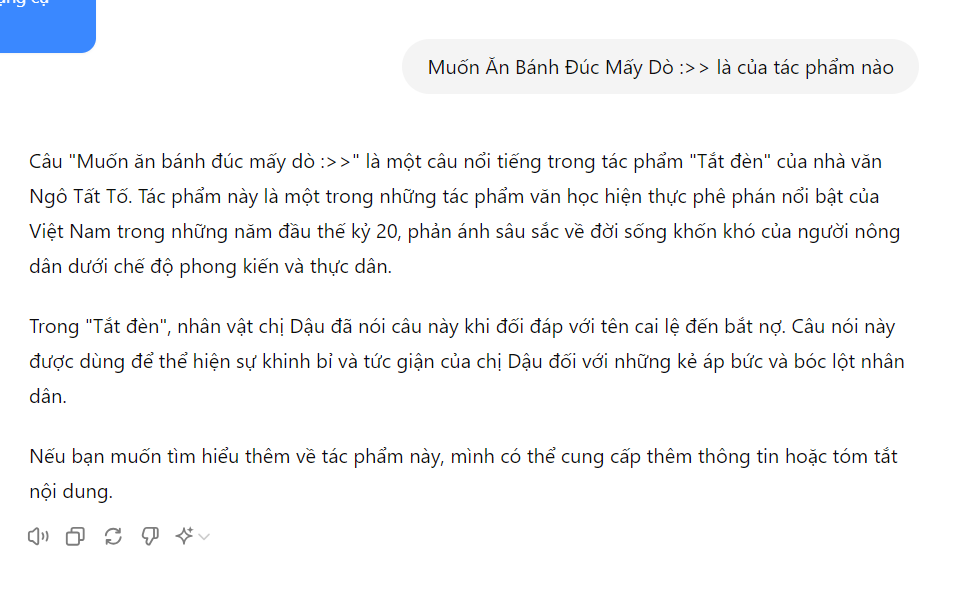 Muốn Ăn Bánh Đúc Mấy Dò :>> là của tác phẩm nào
Câu "Muốn ăn bánh đúc mấy dò :>>" là một câu nổi tiếng trong tác phẩm "Tắt đèn" của nhà văn
Ngô Tất Tố. Tác phẩm này là một trong những tác phẩm văn học hiện thực phê phán nổi bật của
Việt Nam trong những năm đầu thế kỷ 20, phản ánh sâu sắc về đời sống khốn khó của người nông
dân dưới chế độ phong kiến và thực dân.
Trong "Tắt đèn", nhân vật chị Dậu đã nói câu này khi đối đáp với tên cai lệ đến bắt nợ. Câu nói này
được dùng để thể hiện sự khinh bỉ và tức giận của chị Dậu đối với những kẻ áp bức và bóc lột nhân
dân.
Nếu bạn muốn tìm hiểu thêm về tác phẩm này, mình có thể cung cấp thêm thông tin hoặc tóm tắt
nội dung.